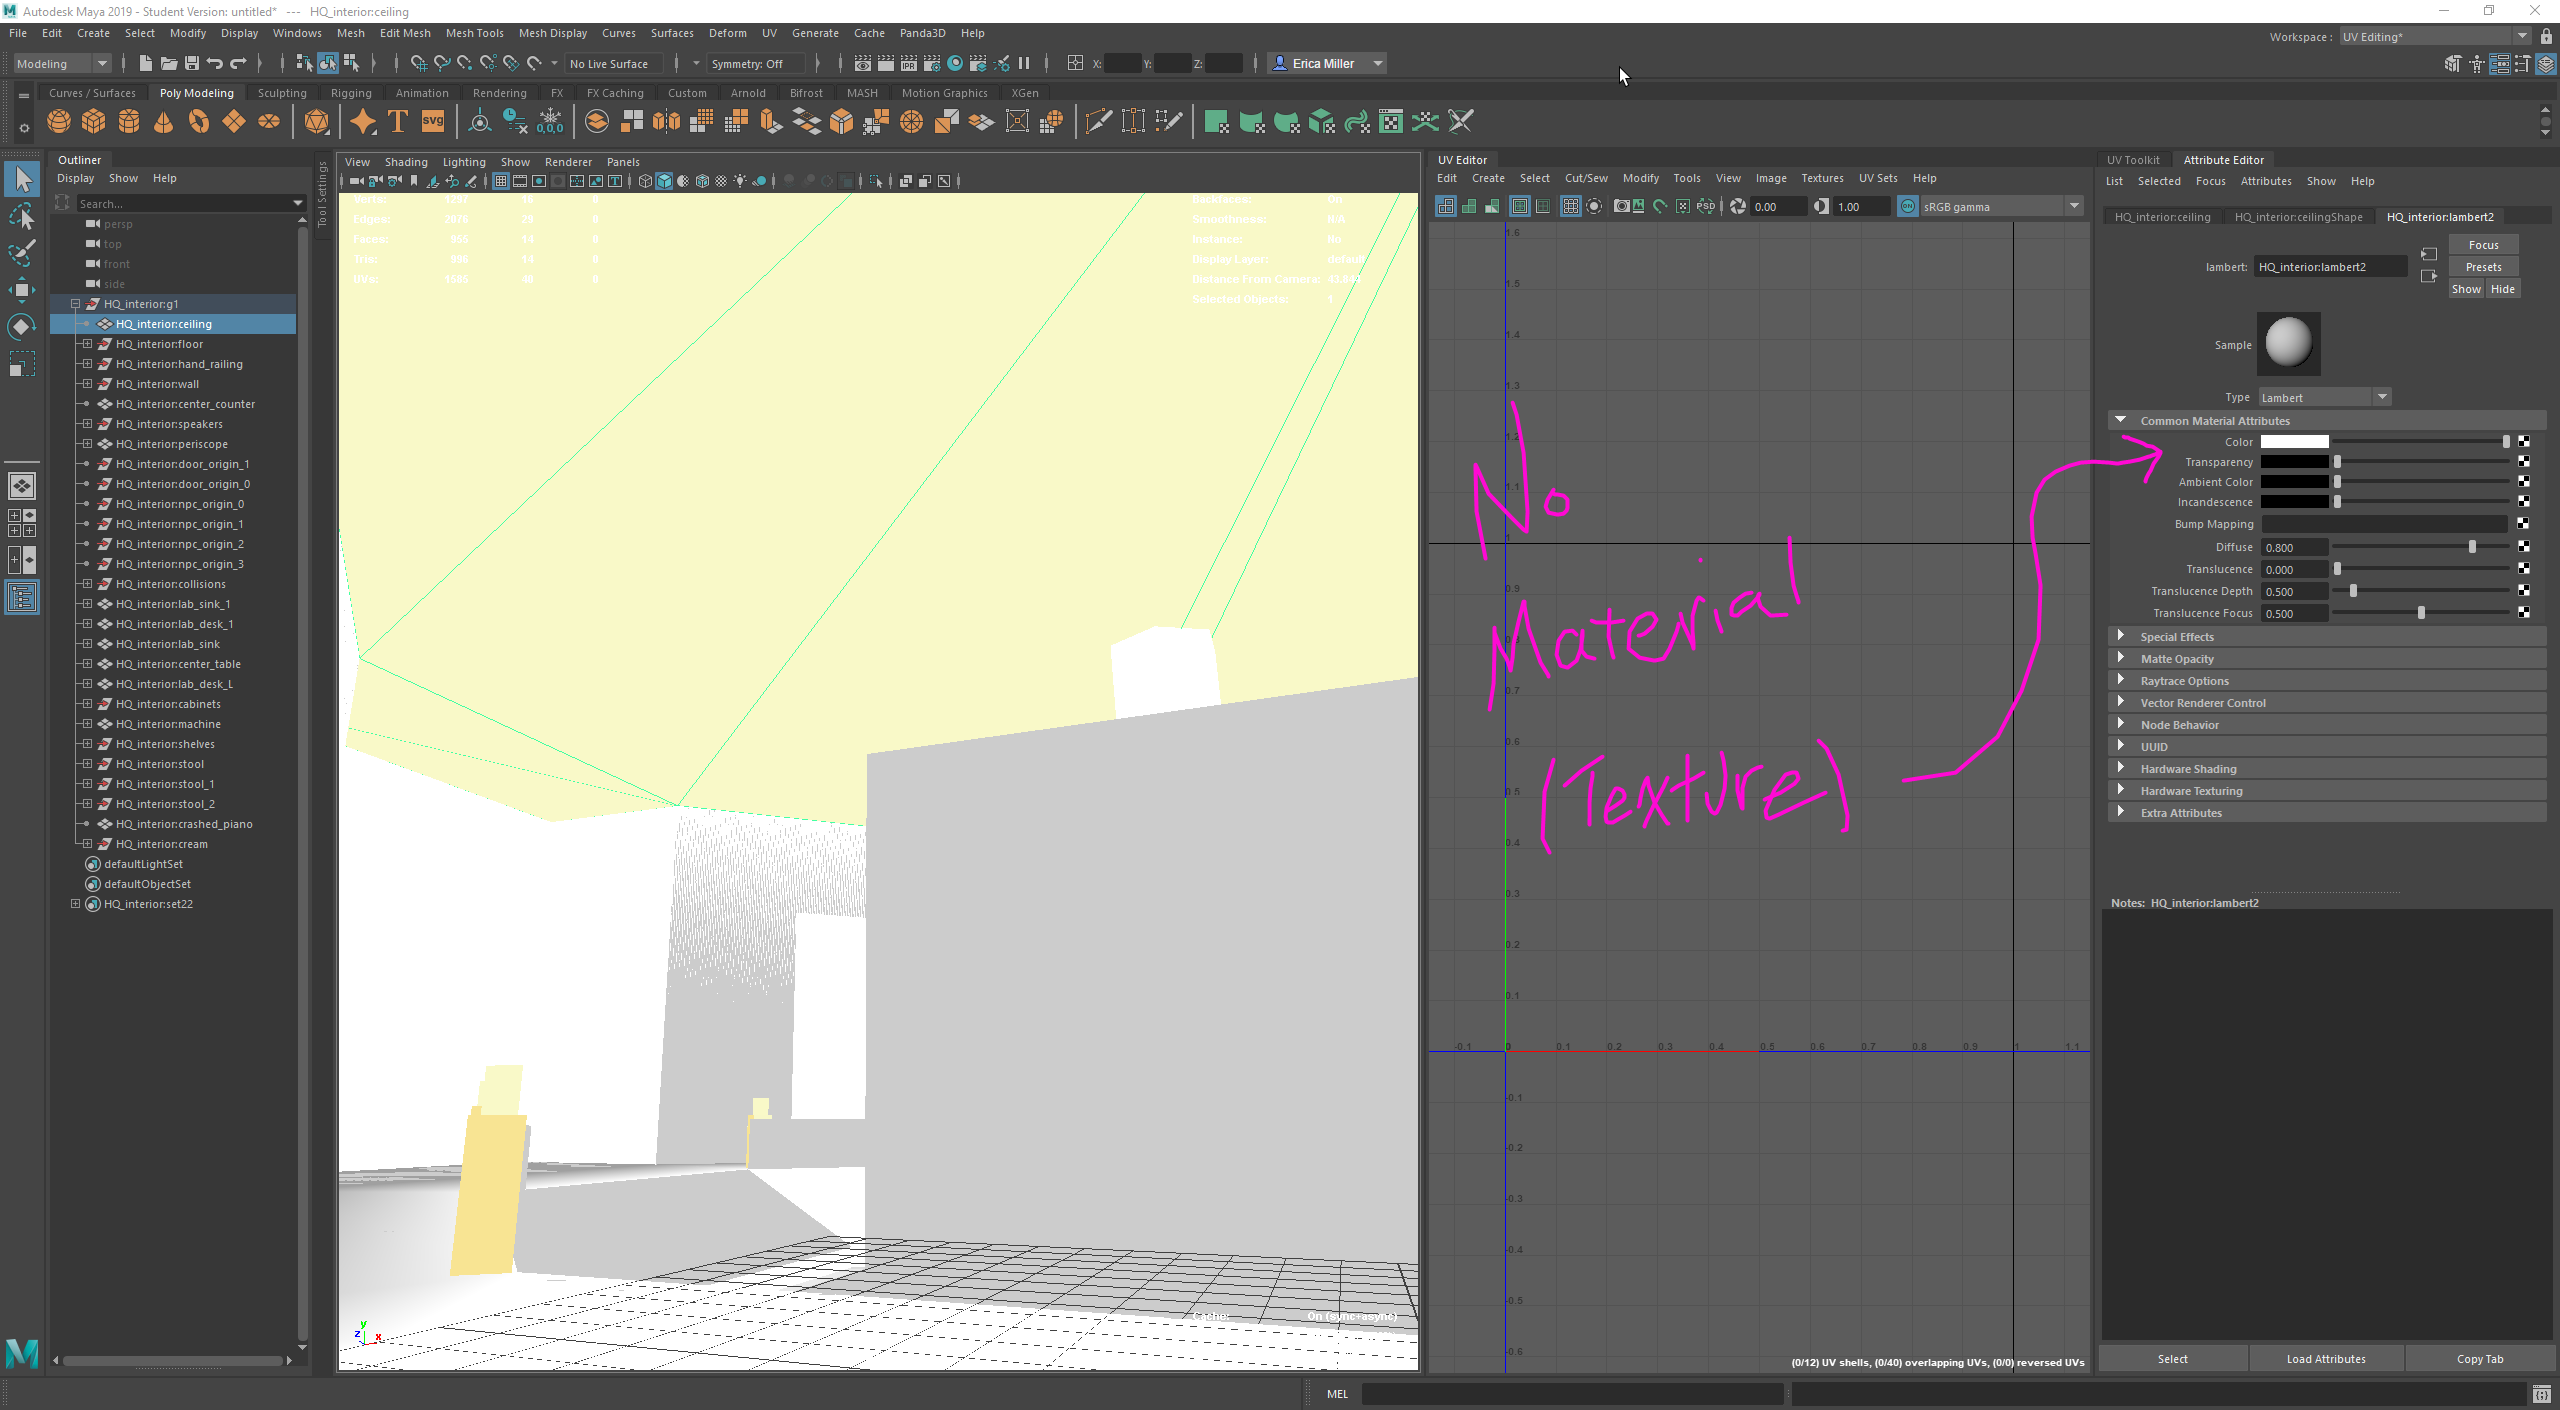 Autodesk Maya 2019 - Student Version: untitled* --- HQ_interior:ceiling
File Edit Create Select Modify Display Windows Mesh Edit Mesh Mesh Tools Mesh Display Curves Surfaces Deform UV Generate Cache Panda3D Help
Workspace : UV Editing*
Modeling No Live Surface Symmetry: Off IPR X: Y: Z: Erica Miller
Curves / Surfaces Poly Modeling Sculpting Rigging Animation Rendering FX FX Caching Custom Arnold Bifrost MASH Motion Graphics XGen
T SVG 0,0,0
Outliner
Display Show Help
Search...
persp
top
front
side
HQ_interior:g1
HQ_interior:ceiling
HQ_interior:floor
HQ_interior:hand_railing
HQ_interior:wall
HQ_interior:center_counter
HQ_interior:speakers
HQ_interior:periscope
HQ_interior:door_origin_1
HQ_interior:door_origin_0
HQ_interior:npc_origin_0
HQ_interior:npc_origin_1
HQ_interior:npc_origin_2
HQ_interior:npc_origin_3
HQ_interior:collisions
HQ_interior:lab_sink_1
HQ_interior:lab_desk_1
HQ_interior:lab_sink
HQ_interior:center_table
HQ_interior:lab_desk_L
HQ_interior:cabinets
HQ_interior:machine
HQ_interior:shelves
HQ_interior:stool
HQ_interior:stool_1
HQ_interior:stool_2
HQ_interior:crashed_piano
HQ_interior:cream
defaultLightSet
defaultObjectSet
HQ_interior:set22
Tool Settings
View Shading Lighting Show Renderer Panels
Verts: 1297 16 0
Edges: 2076 29 0
Faces: 955 14 0
Tris: 996 14 0
UVs: 1595 40 0
Backfaces: On
Smoothness: N/A
Instance: No
Display Layer: default
Distance From Camera:
Selected Objects: 1
Cache: On (sync+async)
y
z x
UV Editor
Edit Create Select Cut/Sew Modify Tools View Image Textures UV Sets Help
PSD 0.00 1.00 ON sRGB gamma
1.6
1.5
1.4
1.3
1.2
1.1
1
0.9
0.8
0.7
0.6
0.5
0.4
0.3
0.2
0.1
-0.1 0 0.1 0.2 0.3 0.4 0.5 0.6 0.7 0.8 0.9 1 1.1
-0.1
-0.2
-0.3
-0.4
-0.5
-0.6
No
Material
(Texture)
(0/12) UV shells, (0/40) overlapping UVs, (0/0) reversed UVs
UV Toolkit Attribute Editor
List Selected Focus Attributes Show Help
HQ_interior:ceiling HQ_interior:ceilingShape HQ_interior:lambert2
lambert: HQ_interior:lambert2
Focus
Presets
Show Hide
Sample
Type Lambert
Common Material Attributes
Color
Transparency
Ambient Color
Incandescence
Bump Mapping
Diffuse 0.800
Translucence 0.000
Translucence Depth 0.500
Translucence Focus 0.500
Special Effects
Matte Opacity
Raytrace Options
Vector Renderer Control
Node Behavior
UUID
Hardware Shading
Hardware Texturing
Extra Attributes
Notes: HQ_interior:lambert2
Select Load Attributes Copy Tab
MEL